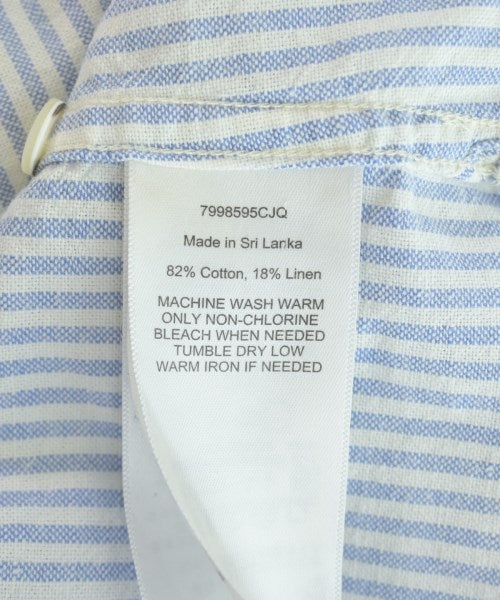 7998595CJQ
Made in Sri Lanka
82% Cotton, 18% Linen
MACHINE WASH WARM
ONLY NON-CHLORINE
BLEACH WHEN NEEDED
TUMBLE DRY LOW
WARM IRON IF NEEDED